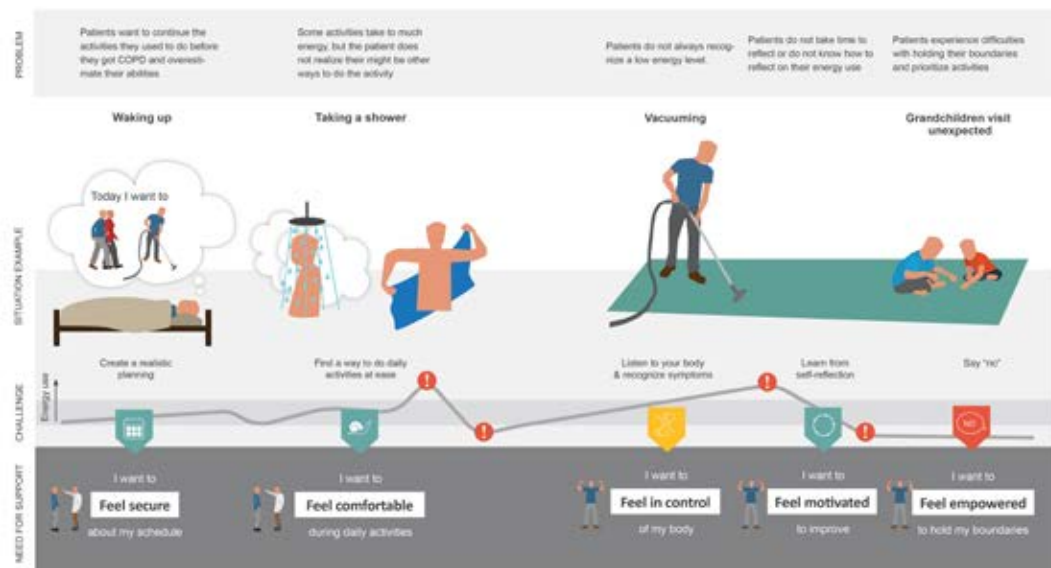 PROBLEM
Patients want to continue the
activities they used to do before
they got COPD and overesti-
mate their abilities
Some activities take to much
energy, but the patient does
not realize their might be other
ways to do the activity
Patients do not always recog-
nize a low energy level.
Patients do not take time to
reflect or do not know how to
reflect on their energy use
Patients experience difficulties
with holding their boundaries
and prioritize activities
SITUATION EXAMPLE
Waking up
Taking a shower
Vacuuming
Grandchildren visit
unexpected
Today I want to
CHALLENGE
Energy use
Create a realistic
planning
Find a way to do daily
activities at ease
Listen to your body
& recognize symptoms
Learn from
self-reflection
Say "no"
!
!
!
!
NO
NEED FOR SUPPORT
I want to
Feel secure
about my schedule
I want to
Feel comfortable
during daily activities
I want to
Feel in control
of my body
I want to
Feel motivated
to improve
I want to
Feel empowered
to hold my boundaries